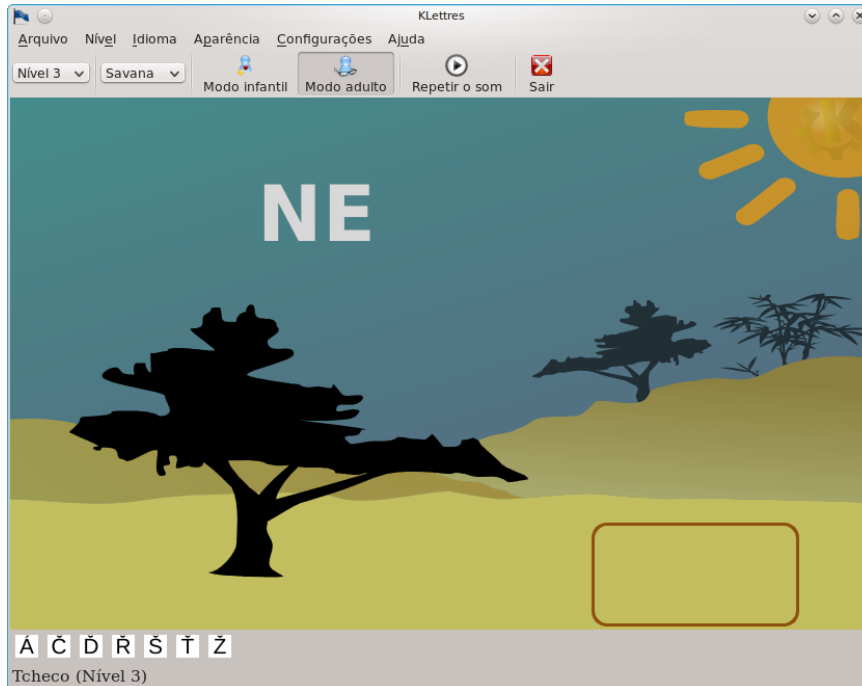 KLettres
Arquivo Nível Idioma Aparência Configurações Ajuda
Nível 3 Savana Modo infantil Modo adulto Repetir o som Sair
NE
Á Č Ď Ř Š Ť Ž
Tcheco (Nível 3)